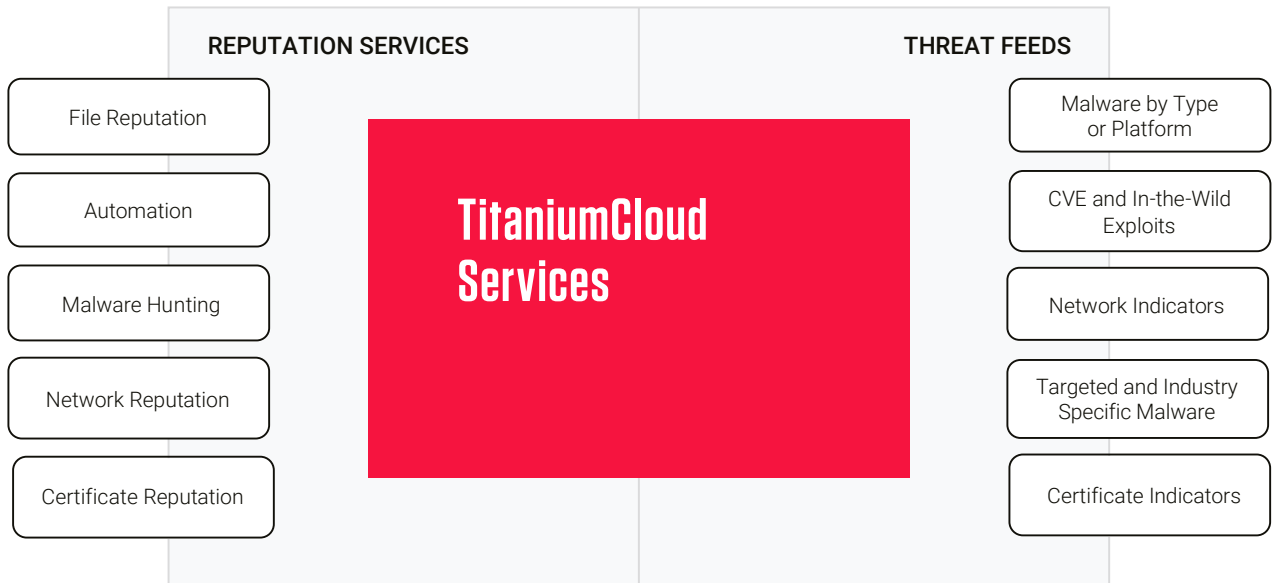 REPUTATION SERVICES
File Reputation
Automation
Malware Hunting
Network Reputation
Certificate Reputation
TitaniumCloud
Services
THREAT FEEDS
Malware by Type
or Platform
CVE and In-the-Wild
Exploits
Network Indicators
Targeted and Industry
Specific Malware
Certificate Indicators